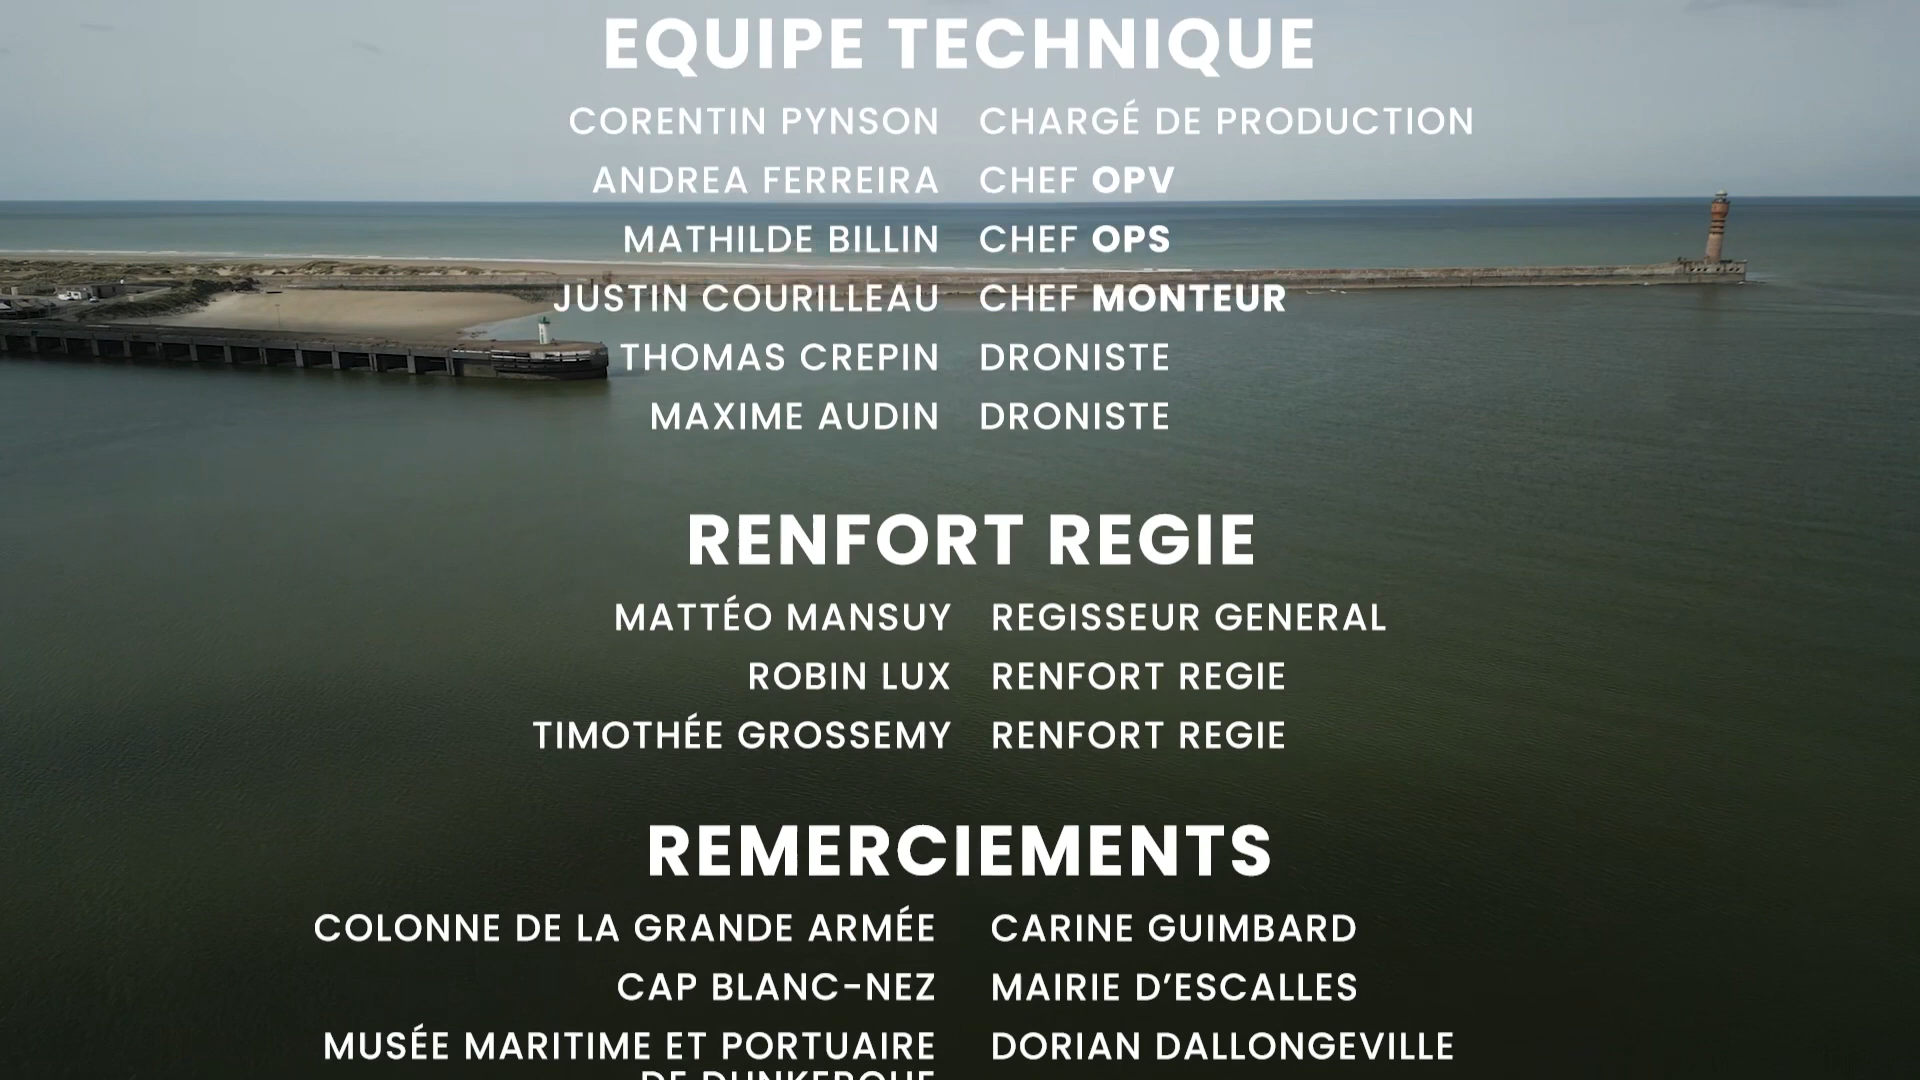 EQUIPE TECHNIQUE
CORENTIN PYNSON CHARGÉ DE PRODUCTION
ANDREA FERREIRA CHEF OPV
MATHILDE BILLIN CHEF OPS
JUSTIN COURILLEAU CHEF MONTEUR
THOMAS CREPIN DRONISTE
MAXIME AUDIN DRONISTE
RENFORT REGIE
MATTÉO MANSUY REGISSEUR GENERAL
ROBIN LUX RENFORT REGIE
TIMOTHÉE GROSSEMY RENFORT REGIE
REMERCIEMENTS
COLONNE DE LA GRANDE ARMÉE CARINE GUIMBARD
CAP BLANC-NEZ MAIRIE D’ESCALLES
MUSÉE MARITIME ET PORTUAIRE DORIAN DALLONGEVILLE
DE DUNKERQUE